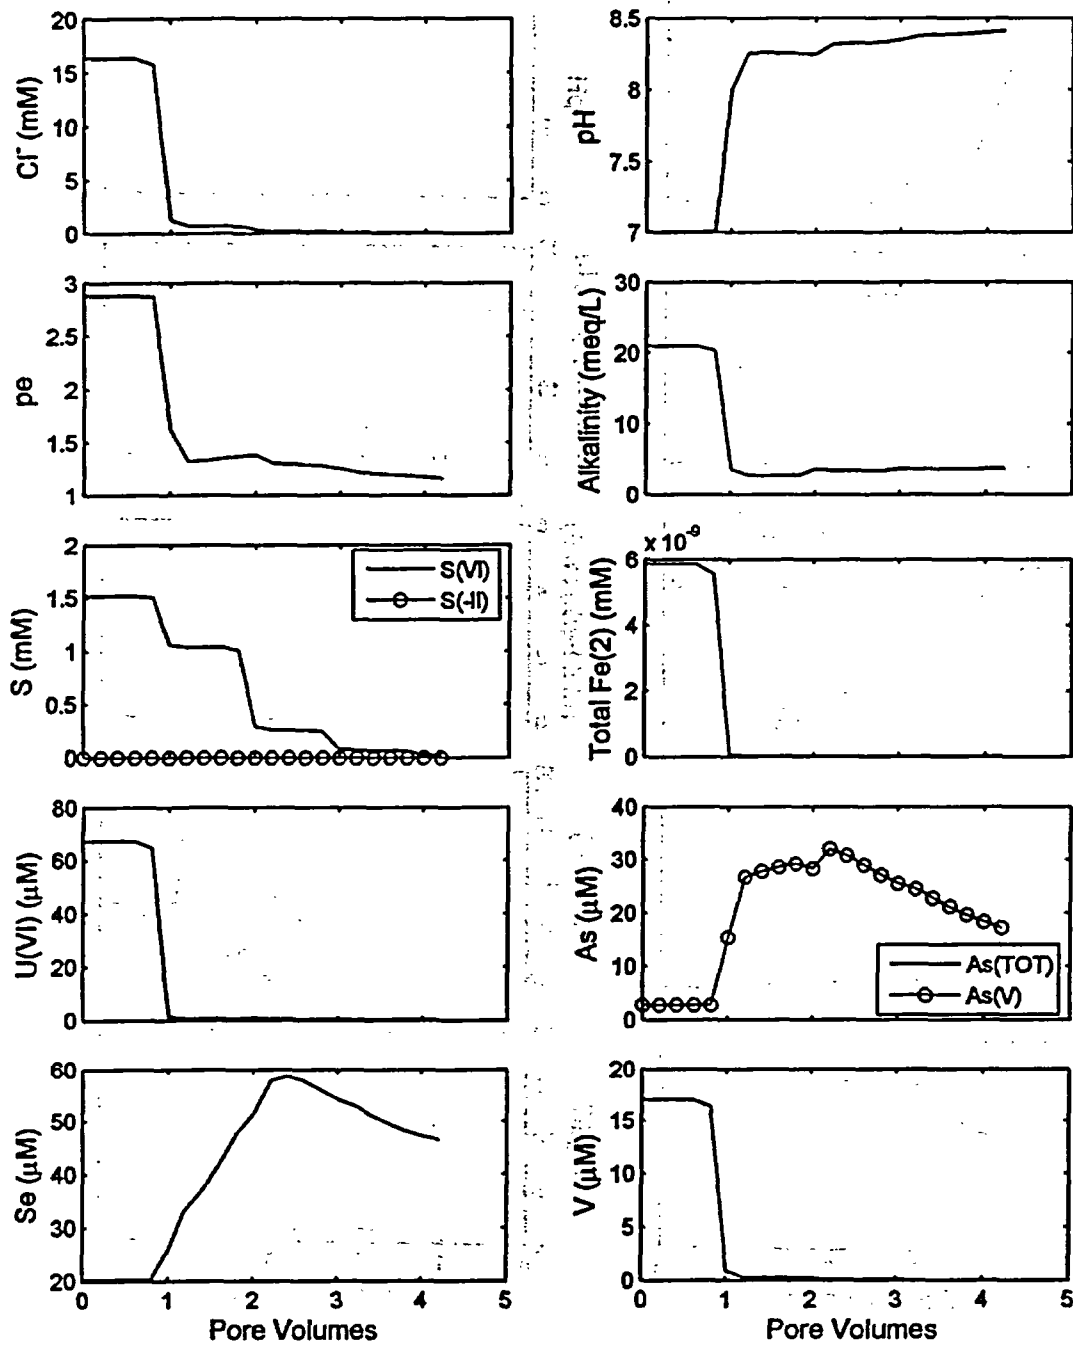 20
15
10
5
0
Cl⁻ (mM)
8.5
8
7.5
7
pH
3
2.5
2
1.5
1
pe
30
20
10
0
Alkalinity (meq/L)
2
1.5
1
0.5
0
S (mM)
S(VI)
S(-II)
x 10⁻⁹
6
4
2
0
Total Fe(2) (mM)
80
60
40
20
0
U(VI) (μM)
40
30
20
10
0
As (μM)
As(TOT)
As(V)
60
50
40
30
20
Se (μM)
0 1 2 3 4 5
Pore Volumes
20
15
10
5
0
V (μM)
0 1 2 3 4 5
Pore Volumes